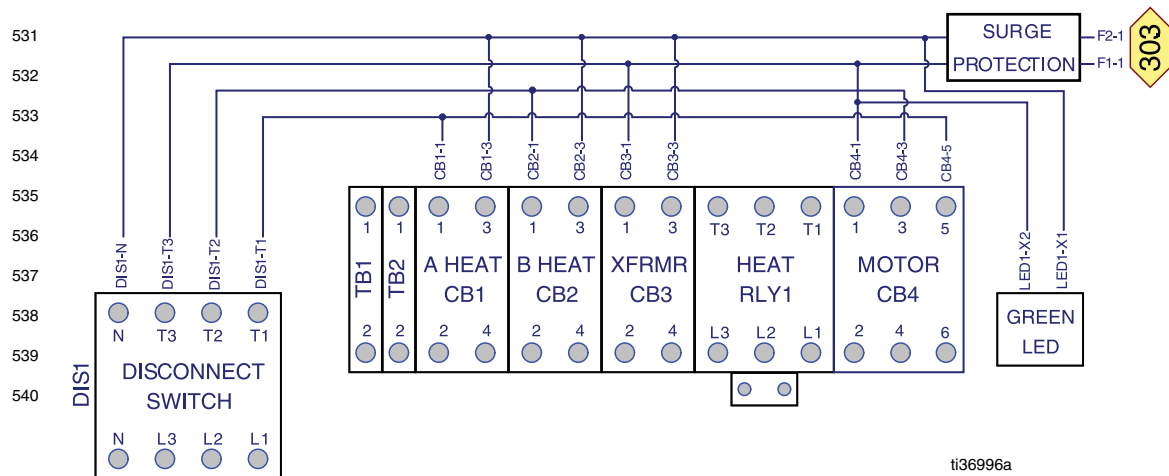 531
532
533
534
535
536
537
538
539
540
SURGE
PROTECTION
F2-1
F1-1
303
DIS1-N
DIS1-T3
DIS1-T2
DIS1-T1
CB1-1
CB1-3
CB2-1
CB2-3
CB3-1
CB3-3
CB4-1
CB4-3
CB4-5
LED1-X2
LED1-X1
1 1 1 3 1 3 1 3 T3 T2 T1 1 3 5
TB1
TB2
A HEAT
CB1
B HEAT
CB2
XFRMR
CB3
HEAT
RLY1
MOTOR
CB4
2 2 2 4 2 4 2 4 L3 L2 L1 2 4 6
GREEN
LED
DIS1
N T3 T2 T1
DISCONNECT
SWITCH
N L3 L2 L1
ti36996a